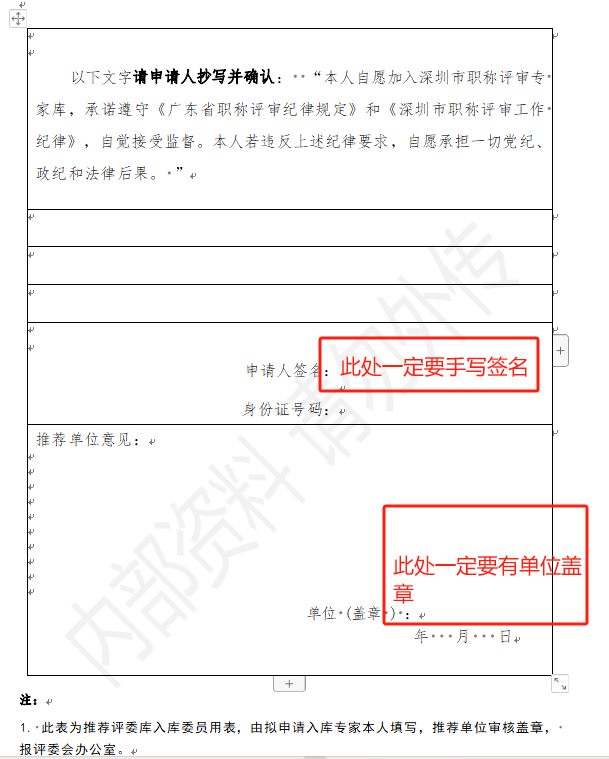 以下文字请申请人抄写并确认：“本人自愿加入深圳市职称评审专
家库，承诺遵守《广东省职称评审纪律规定》和《深圳市职称评审工作
纪律》，自觉接受监督。本人若违反上述纪律要求，自愿承担一切党纪、
政纪和法律后果。”
申请人签名：
此处一定要手写签名
身份证号码：
推荐单位意见：
此处一定要有单位盖
章
单位（盖章）：
年 月 日
内部资料 请勿外传
注：
1. 此表为推荐评委库入库委员用表，由拟申请入库专家本人填写，推荐单位审核盖章，
报评委会办公室。